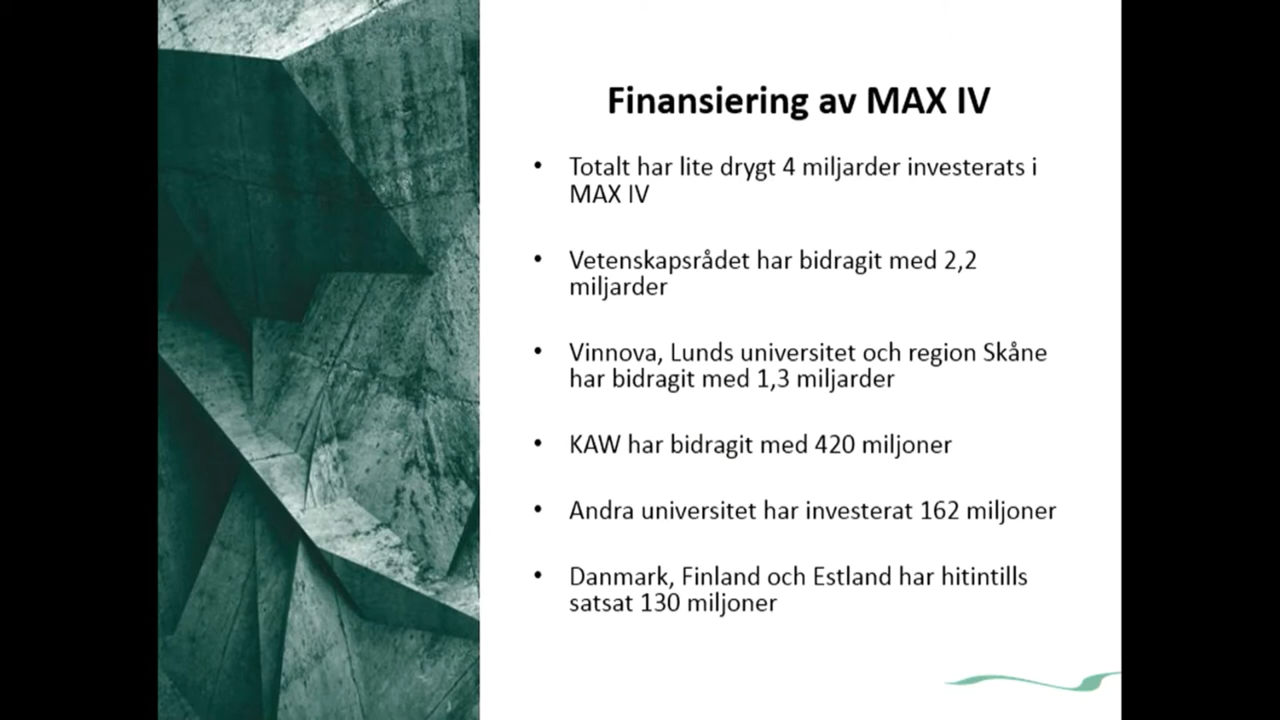 Finansiering av MAX IV
• Totalt har lite drygt 4 miljarder investerats i
MAX IV
• Vetenskapsrådet har bidragit med 2,2
miljarder
• Vinnova, Lunds universitet och region Skåne
har bidragit med 1,3 miljarder
• KAW har bidragit med 420 miljoner
• Andra universitet har investerat 162 miljoner
• Danmark, Finland och Estland har hitintills
satsat 130 miljoner